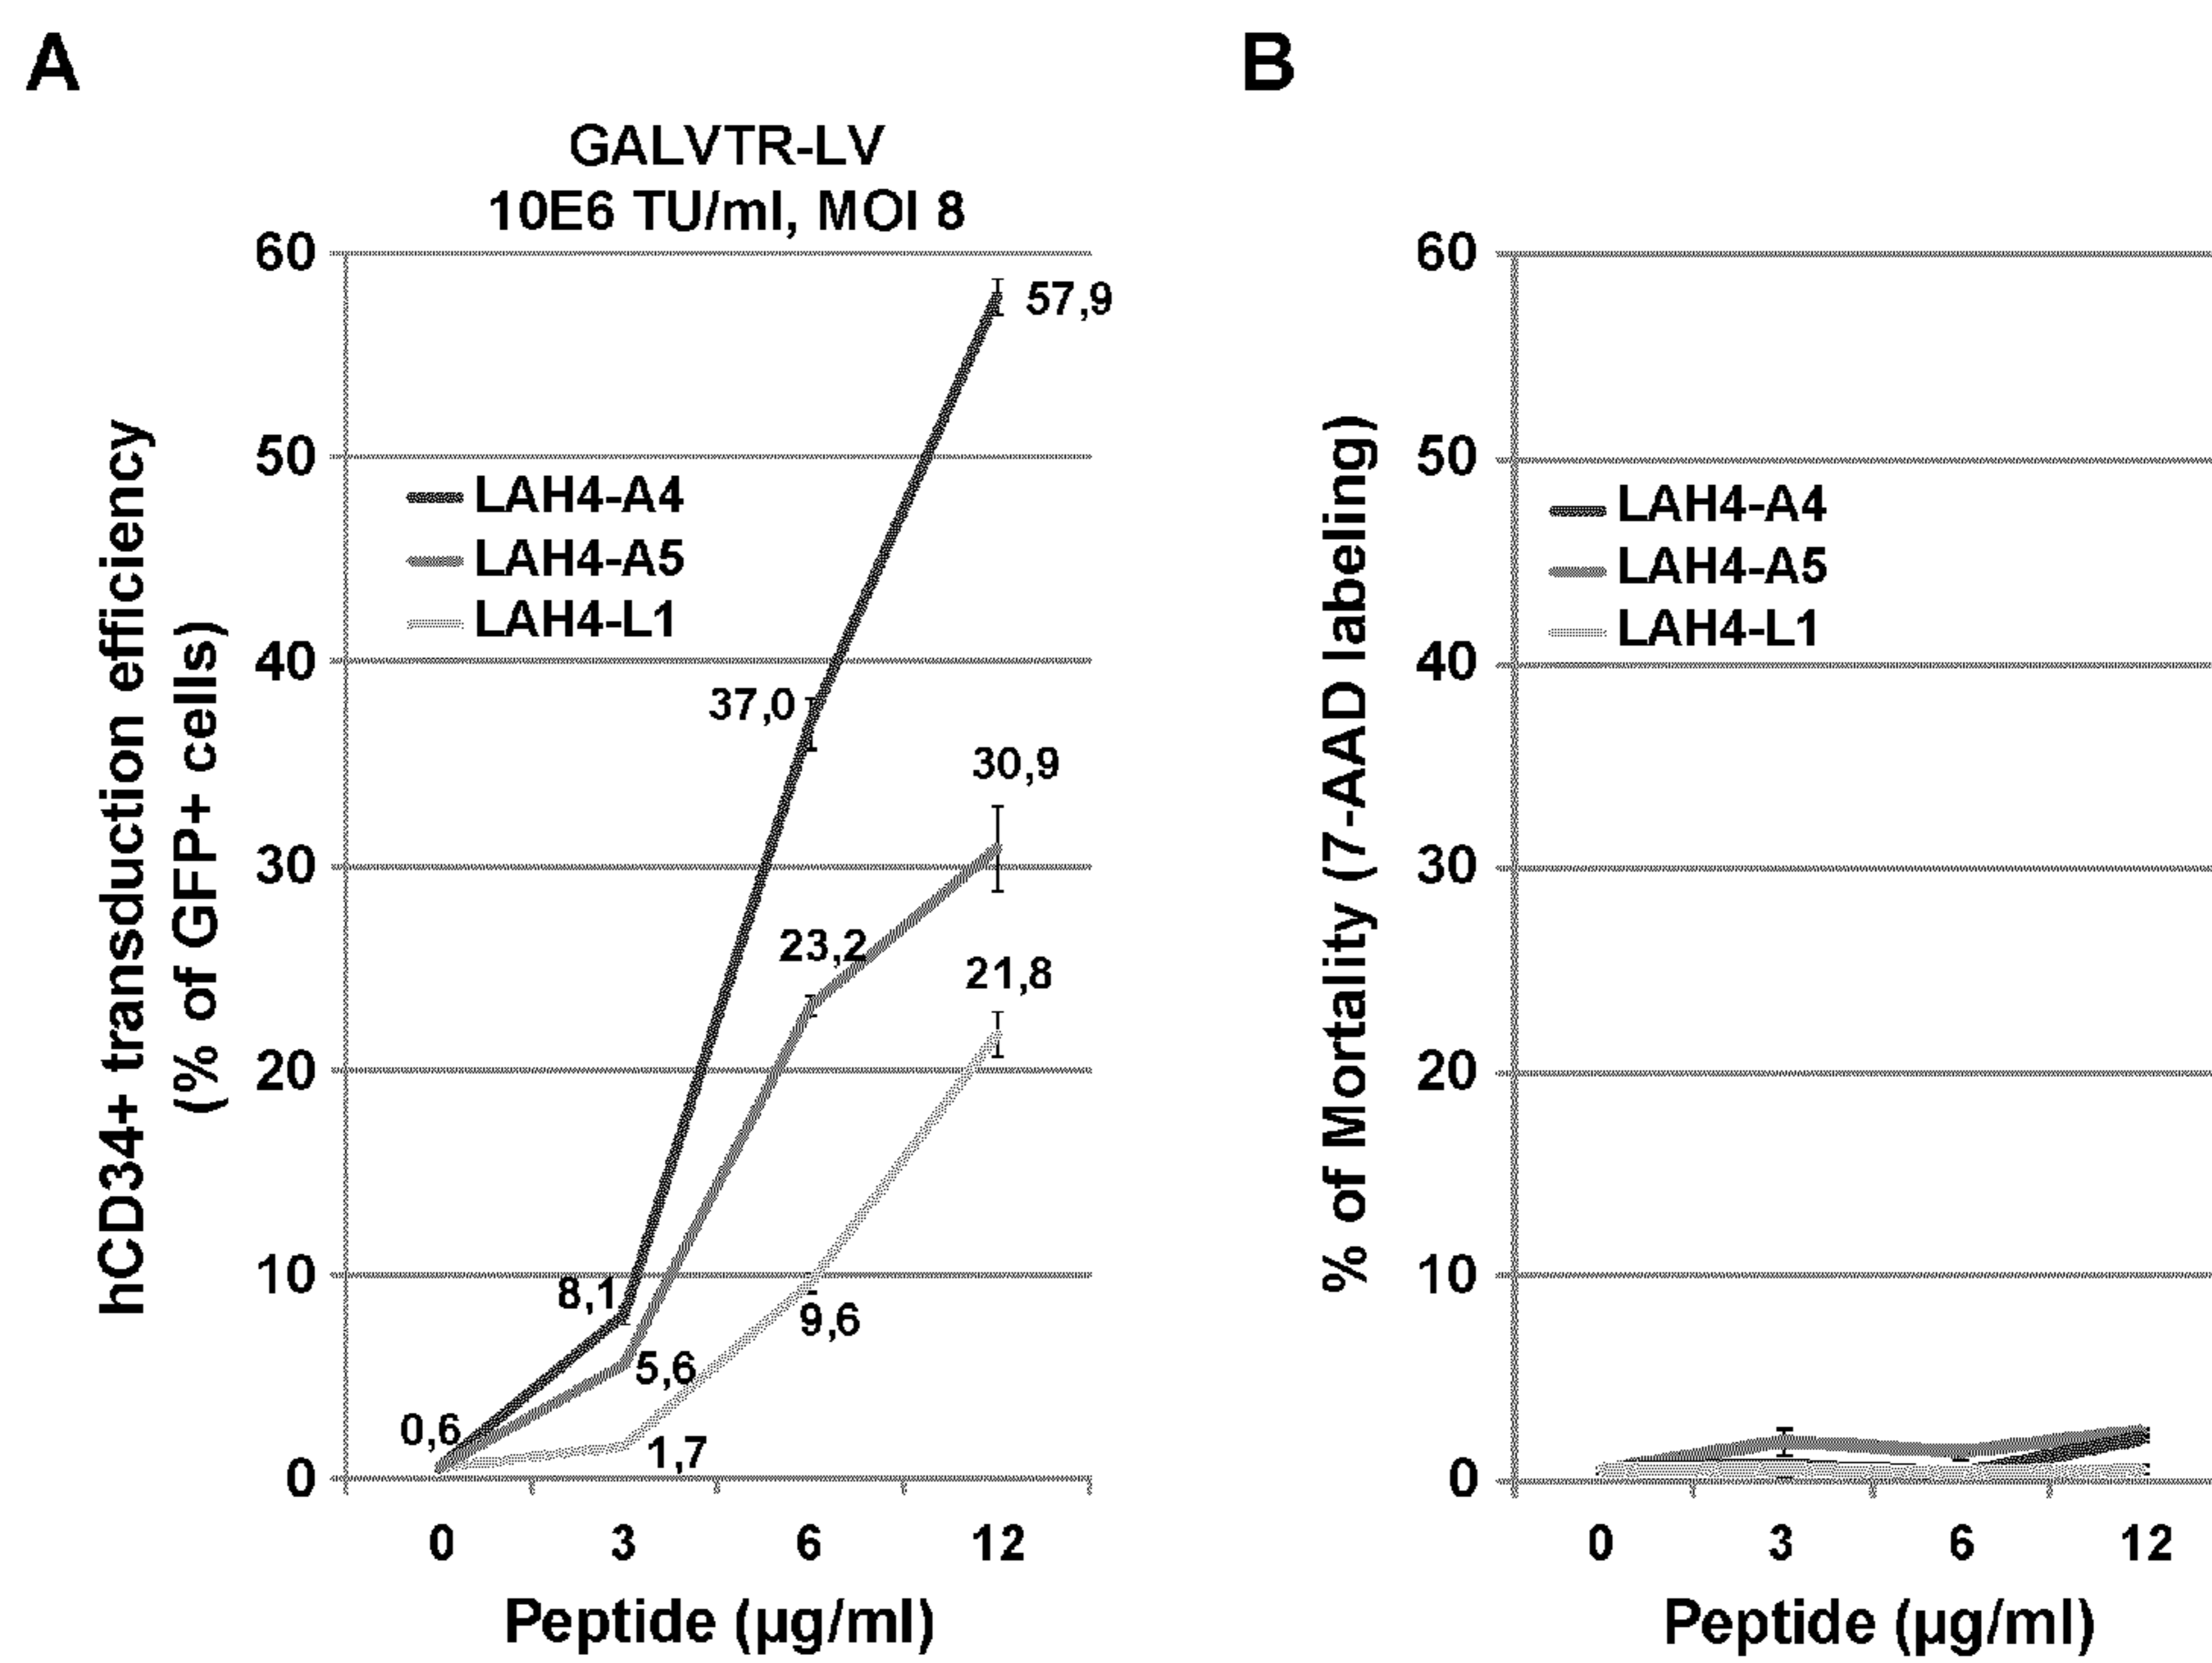 A
GALVTR-LV
10E6 TU/ml, MOI 8
hCD34+ transduction efficiency
(% of GFP+ cells)
60
50
40
30
20
10
0
LAH4-A4
LAH4-A5
LAH4-L1
57,9
37,0
30,9
23,2
21,8
8,1
9,6
5,6
0,6
1,7
0 3 6 12
Peptide (µg/ml)
B
% of Mortality (7-AAD labeling)
60
50
40
30
20
10
0
LAH4-A4
LAH4-A5
LAH4-L1
0 3 6 12
Peptide (µg/ml)